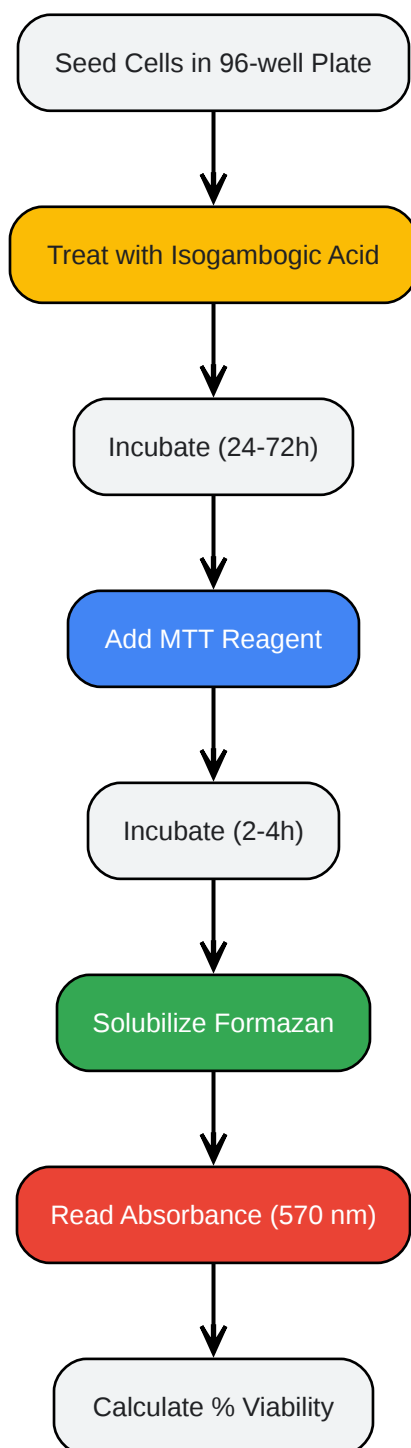 Seed Cells in 96-well Plate
Treat with Isogambogic Acid
Incubate (24-72h)
Add MTT Reagent
Incubate (2-4h)
Solubilize Formazan
Read Absorbance (570 nm)
Calculate % Viability